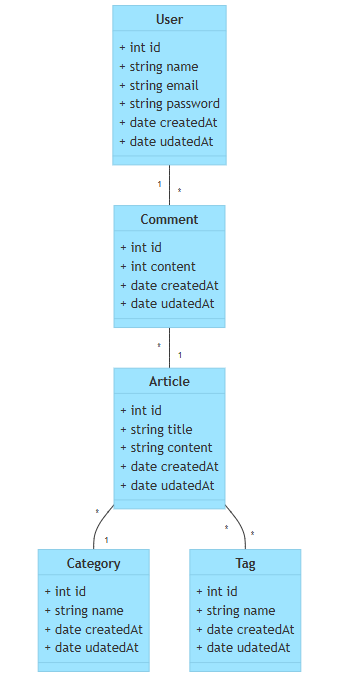 User
+ int id
+ string name
+ string email
+ string password
+ date createdAt
+ date udatedAt
1
*
Comment
+ int id
+ int content
+ date createdAt
+ date udatedAt
*
1
Article
+ int id
+ string title
+ string content
+ date createdAt
+ date udatedAt
*
1
*
*
Category
+ int id
+ string name
+ date createdAt
+ date udatedAt
Tag
+ int id
+ string name
+ date createdAt
+ date udatedAt